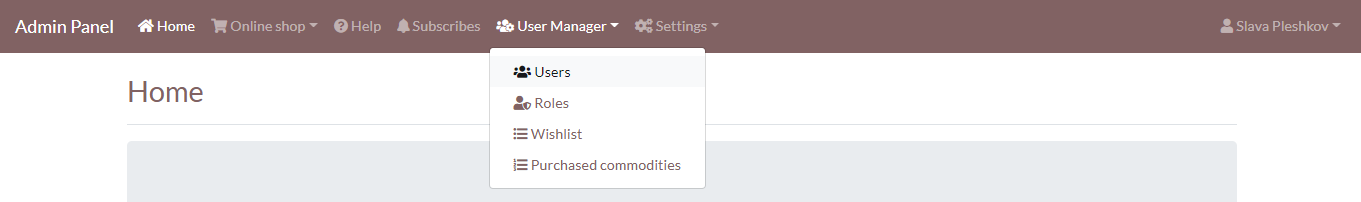 Admin Panel Home Online shop Help Subscribes User Manager Settings Slava Pleshkov
Users
Home
Roles
Wishlist
Purchased commodities